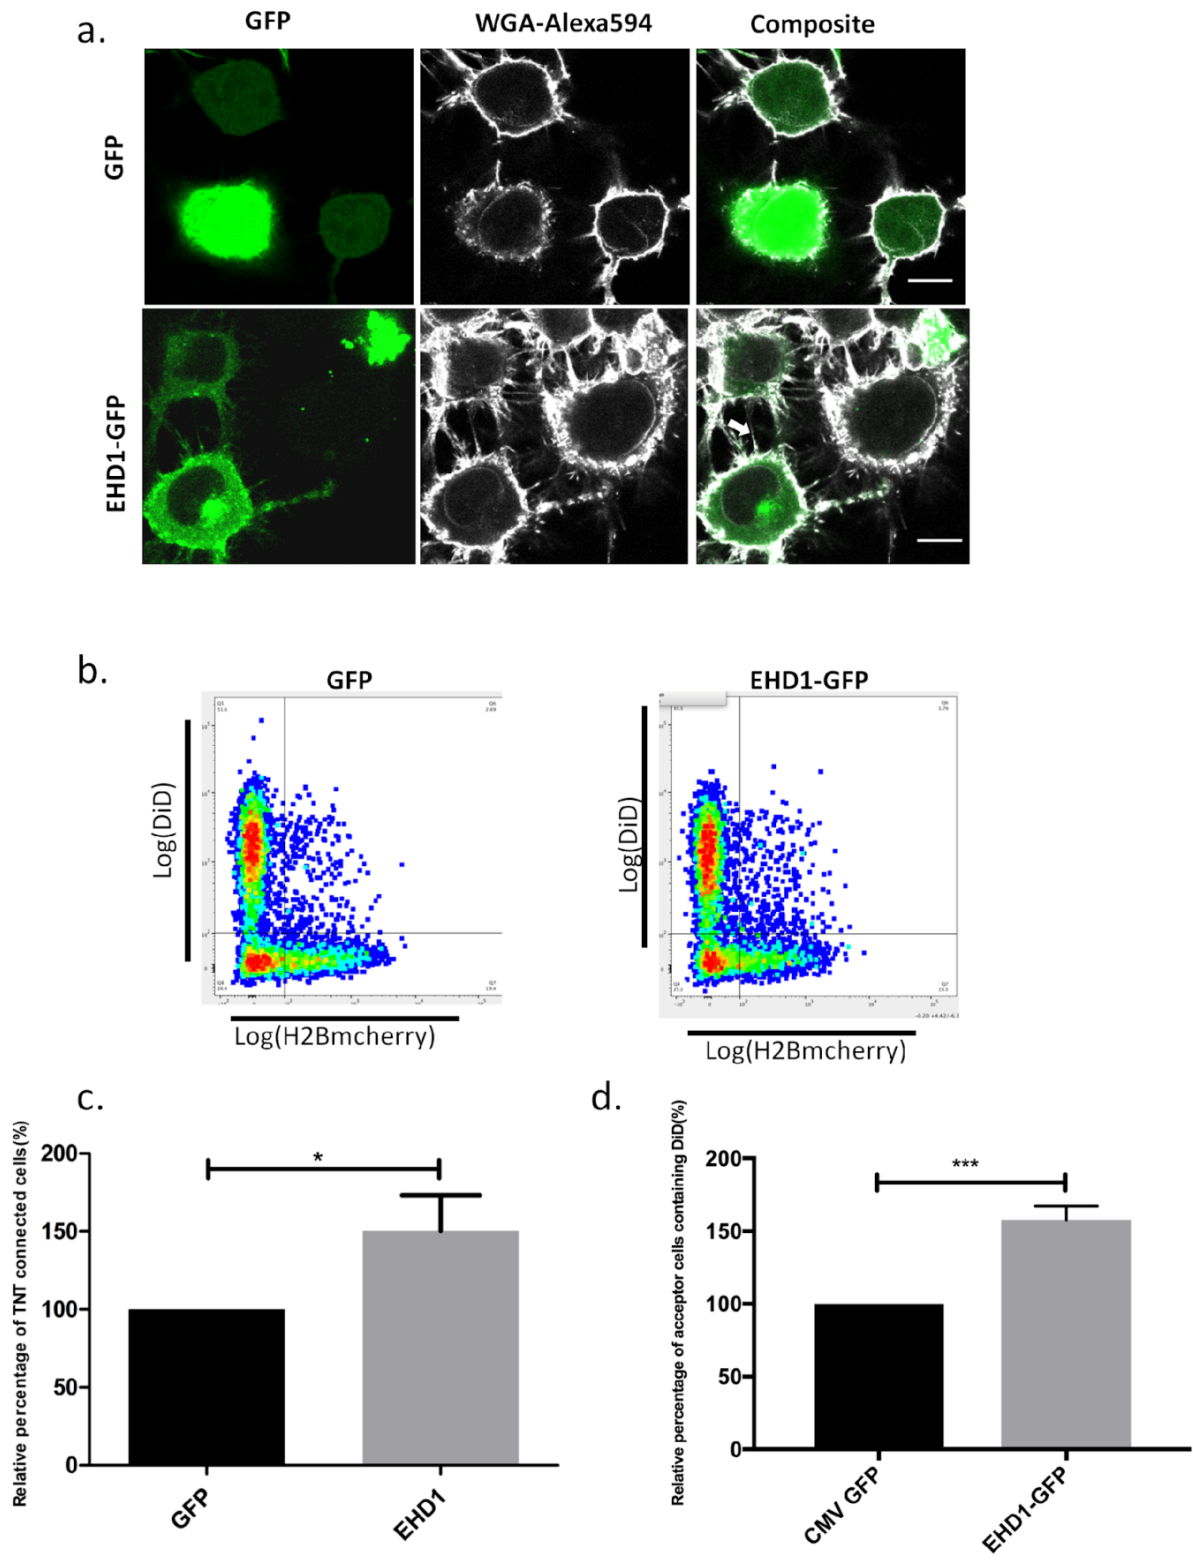 a.
GFP
WGA-Alexa594
Composite
GFP
EHD1-GFP
b.
GFP
EHD1-GFP
Log(DiD)
Log(DiD)
Log(H2Bmcherry)
Log(H2Bmcherry)
c.
d.
Relative percentage of TNT connected cells(%)
200
150
100
50
0
*
GFP
EHD1
Relative percentage of acceptor cells containing DiD(%)
200
150
100
50
0
***
CMV GFP
EHD1-GFP